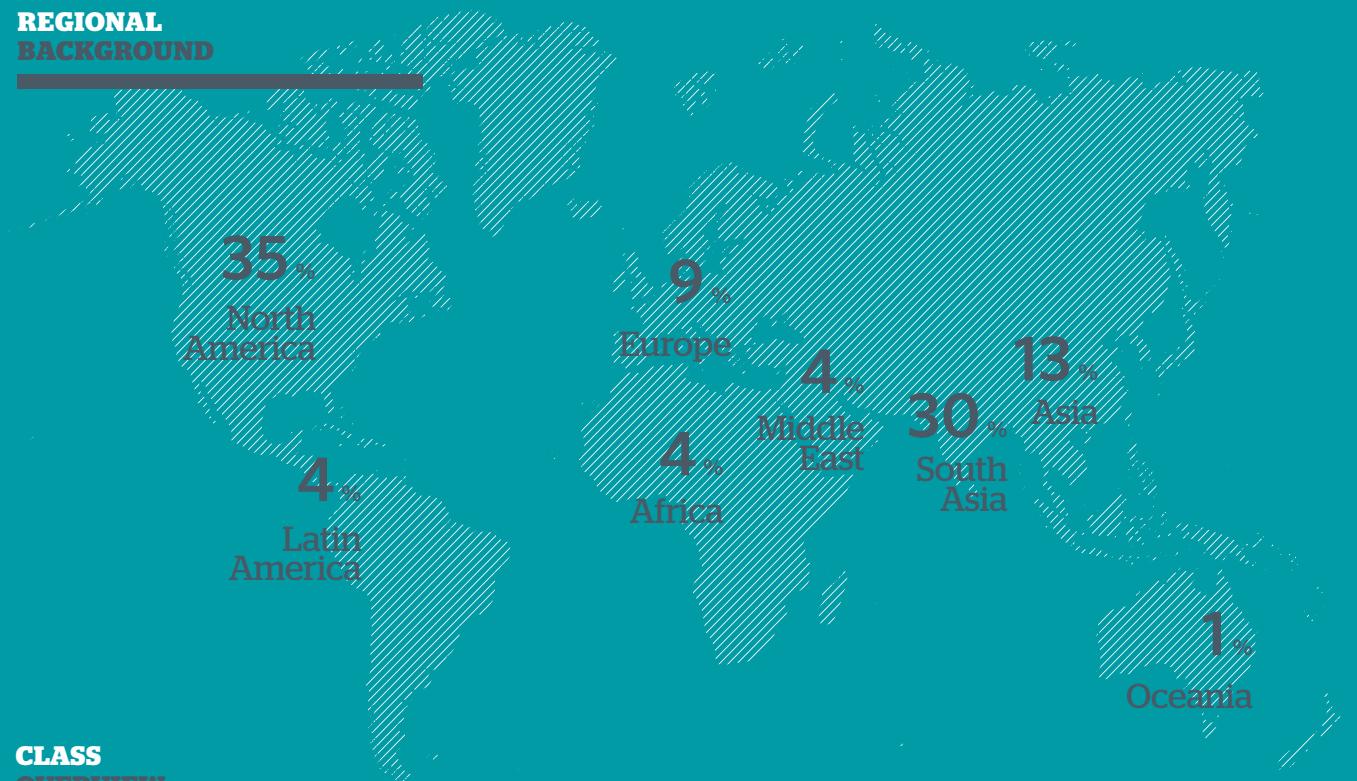 REGIONAL
BACKGROUND
35 %
North
America
9 %
Europe
4 %
Middle
East
13 %
Asia
30 %
South
Asia
4 %
Africa
4 %
Latin
America
1 %
Oceania
CLASS
OVERVIEW